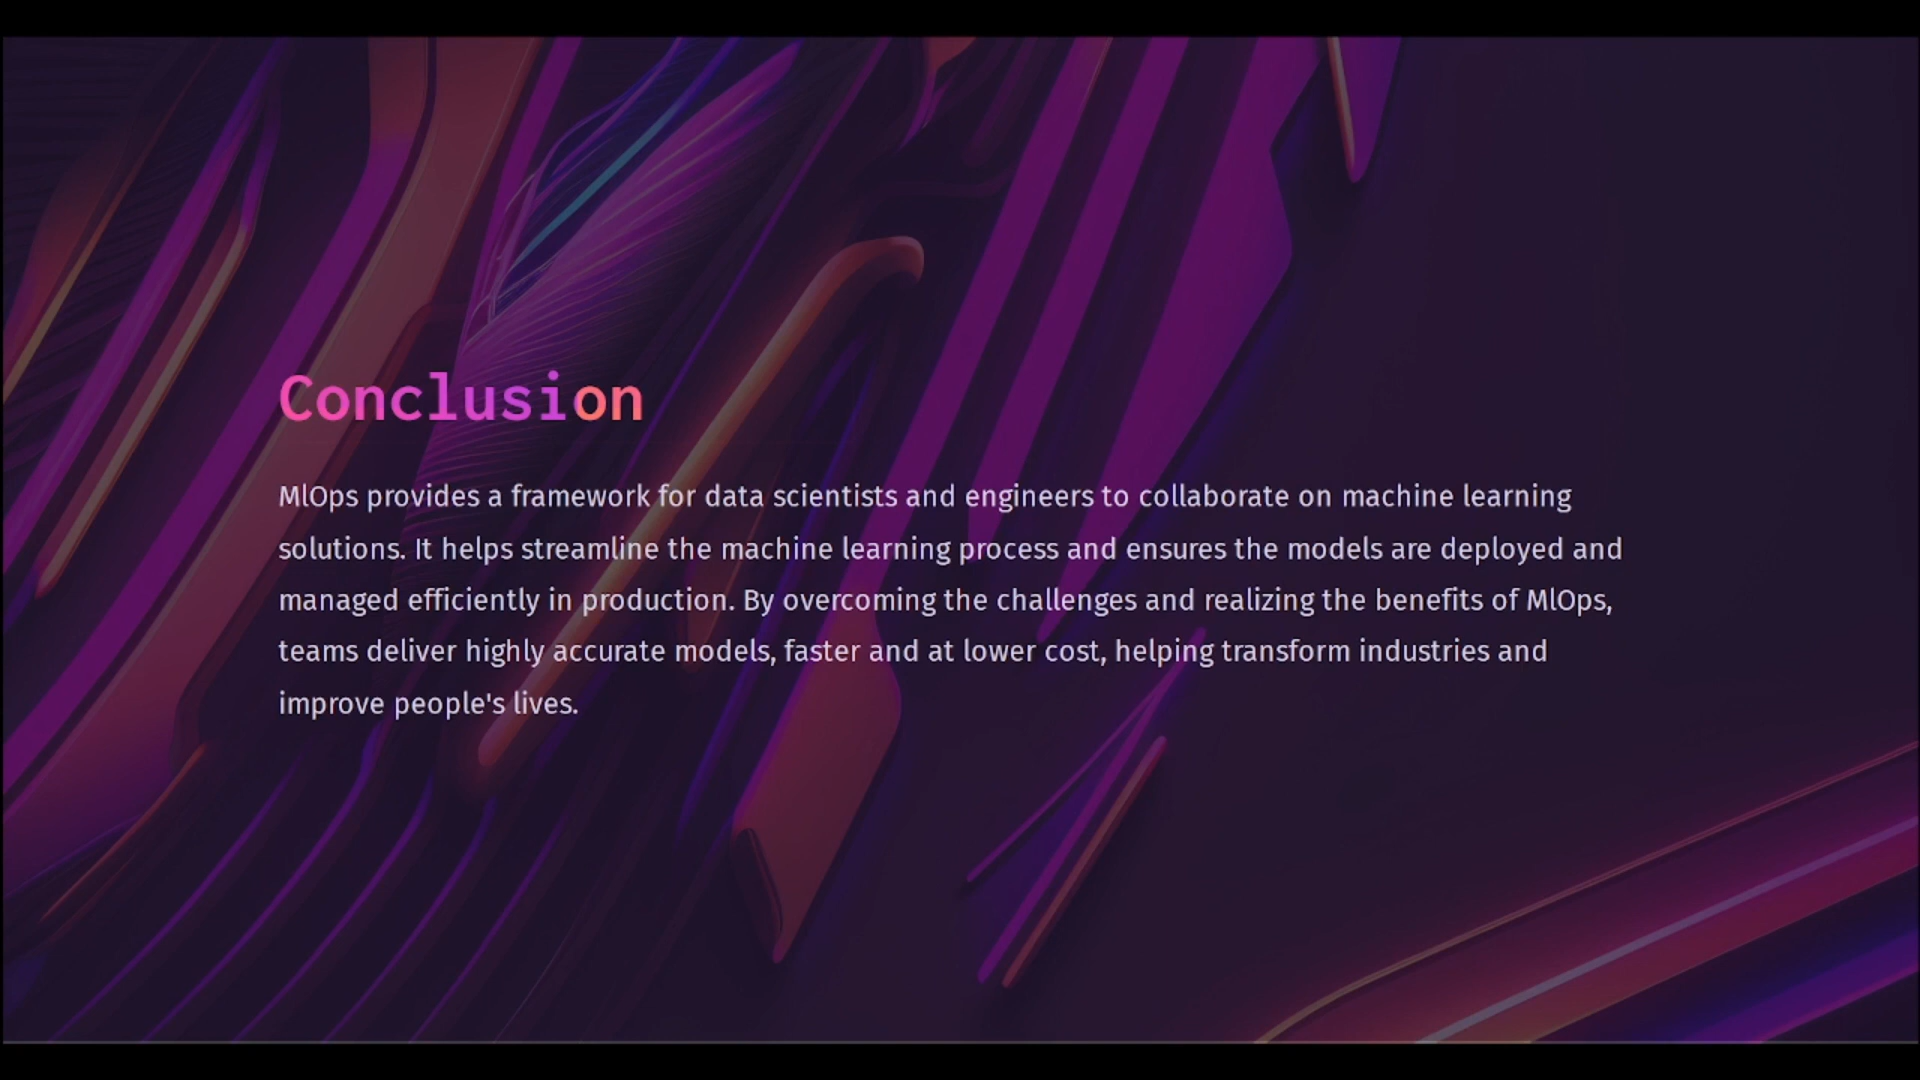 Conclusion
MlOps provides a framework for data scientists and engineers to collaborate on machine learning
solutions. It helps streamline the machine learning process and ensures the models are deployed and
managed efficiently in production. By overcoming the challenges and realizing the benefits of MlOps,
teams deliver highly accurate models, faster and at lower cost, helping transform industries and
improve people's lives.